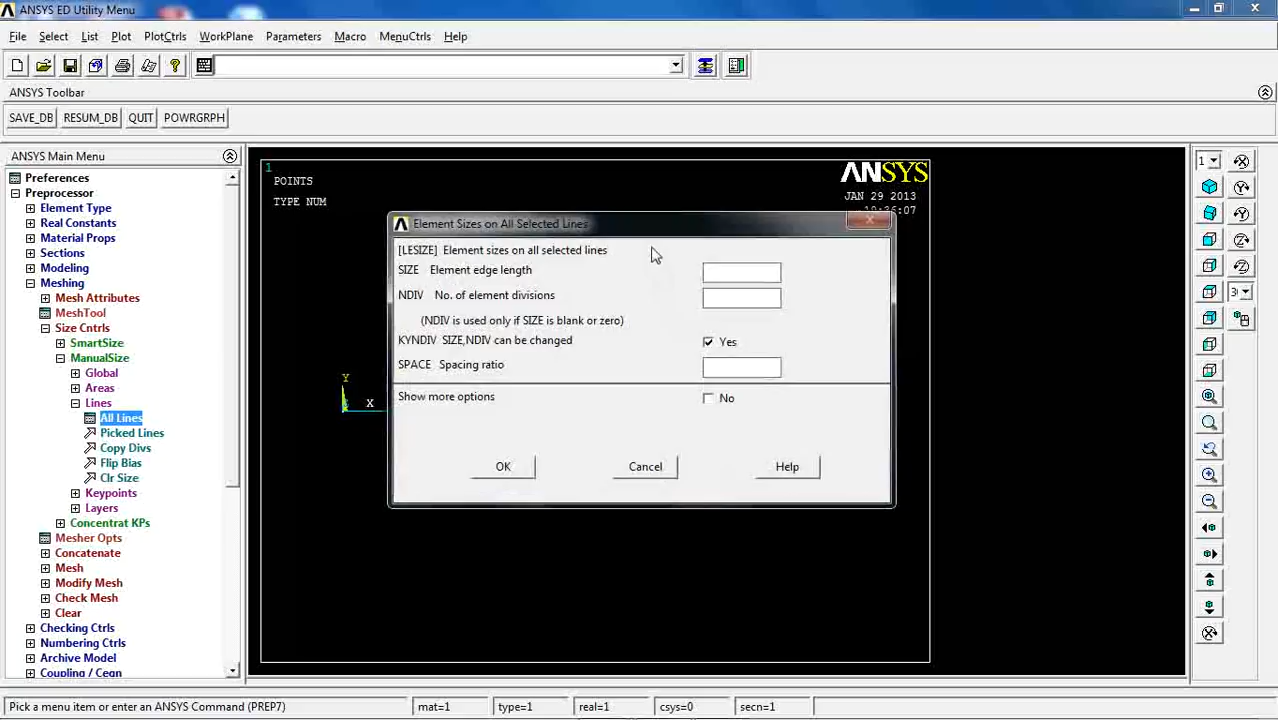 ANSYS ED Utility Menu
File Select List Plot PlotCtrls WorkPlane Parameters Macro MenuCtrls Help
ANSYS Toolbar
SAVE_DB RESUM_DB QUIT POWRGRPH
ANSYS Main Menu
Preferences
Preprocessor
Element Type
Real Constants
Material Props
Sections
Modeling
Meshing
Mesh Attributes
MeshTool
Size Cntrls
SmartSize
ManualSize
Global
Areas
Lines
All Lines
Picked Lines
Copy Divs
Flip Bias
Clr Size
Keypoints
Layers
Concentrat KPs
Mesher Opts
Concatenate
Mesh
Modify Mesh
Check Mesh
Clear
Checking Ctrls
Numbering Ctrls
Archive Model
Coupling / Ceqn
1
POINTS
TYPE NUM
ANSYS
JAN 29 2013
Y
X
Element Sizes on All Selected Lines
[LESIZE] Element sizes on all selected lines
SIZE Element edge length
NDIV No. of element divisions
(NDIV is used only if SIZE is blank or zero)
KYNDIV SIZE,NDIV can be changed
Yes
SPACE Spacing ratio
Show more options
No
OK Cancel Help
1
Pick a menu item or enter an ANSYS Command (PREP7) mat=1 type=1 real=1 csys=0 secn=1